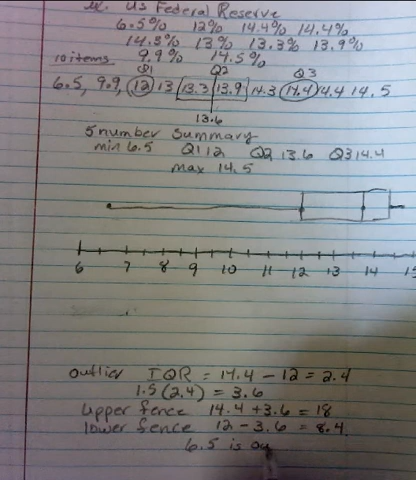 US Federal Reserve
6.5% 12% 14.4% 14.4%
14.3% 13% 13.3% 13.9%
9.9% 14.5%
10 items Q1 Q2 Q3
6.5, 9.9, 12 13 13.3 13.9 14.3 14.4 14.4 14.5
13.6
5 number Summary
min 6.5 Q1 12 Q2 13.6 Q3 14.4
max 14.5
6 7 8 9 10 11 12 13 14 15
Outlier IQR = 14.4 - 12 = 2.4
1.5(2.4) = 3.6
Upper fence 14.4 + 3.6 = 18
lower fence 12 - 3.6 = 8.4
6.5 is